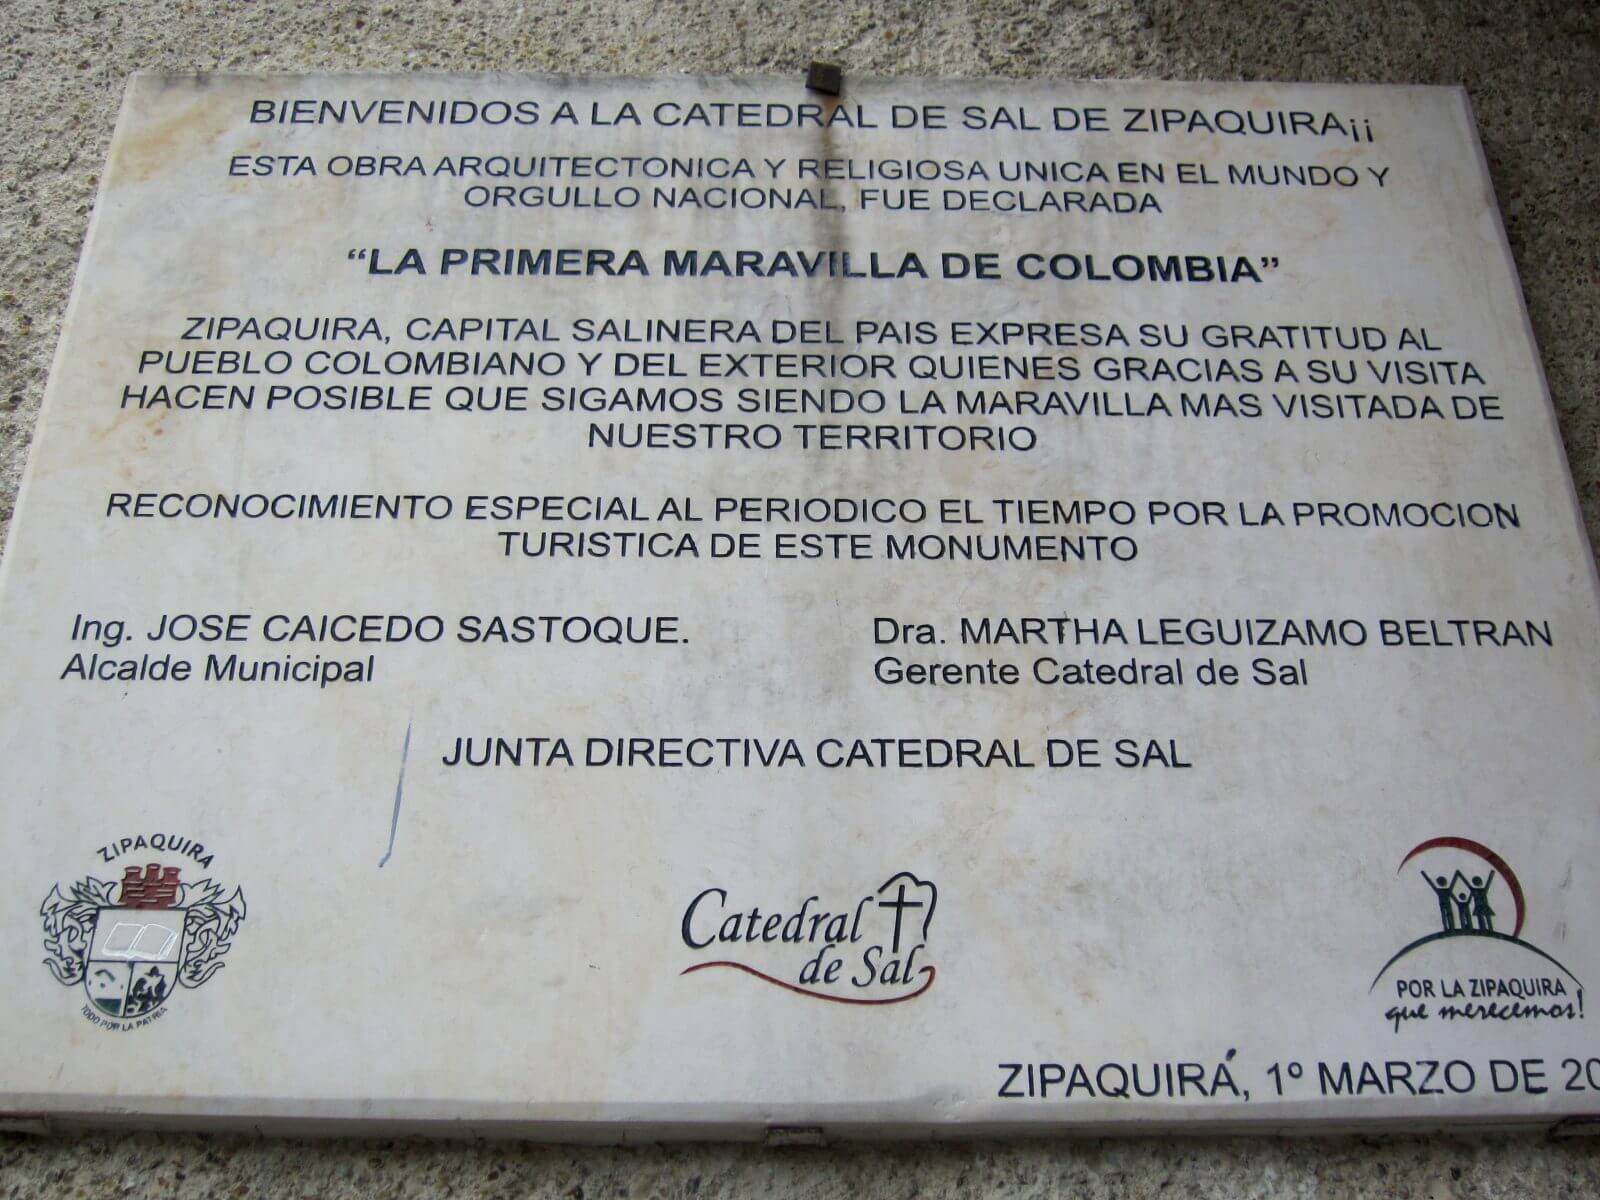 BIENVENIDOS A LA CATEDRAL DE SAL DE ZIPAQUIRA¡¡
ESTA OBRA ARQUITECTONICA Y RELIGIOSA UNICA EN EL MUNDO Y
ORGULLO NACIONAL, FUE DECLARADA
“LA PRIMERA MARAVILLA DE COLOMBIA”
ZIPAQUIRA, CAPITAL SALINERA DEL PAIS EXPRESA SU GRATITUD AL
PUEBLO COLOMBIANO Y DEL EXTERIOR QUIENES GRACIAS A SU VISITA
HACEN POSIBLE QUE SIGAMOS SIENDO LA MARAVILLA MAS VISITADA DE
NUESTRO TERRITORIO
RECONOCIMIENTO ESPECIAL AL PERIODICO EL TIEMPO POR LA PROMOCION
TURISTICA DE ESTE MONUMENTO
Ing. JOSE CAICEDO SASTOQUE.
Alcalde Municipal
Dra. MARTHA LEGUIZAMO BELTRAN
Gerente Catedral de Sal
JUNTA DIRECTIVA CATEDRAL DE SAL
ZIPAQUIRA
TODO POR LA PATRIA
Catedral
de Sal
POR LA ZIPAQUIRA
que merecemos!
ZIPAQUIRÁ, 1º MARZO DE